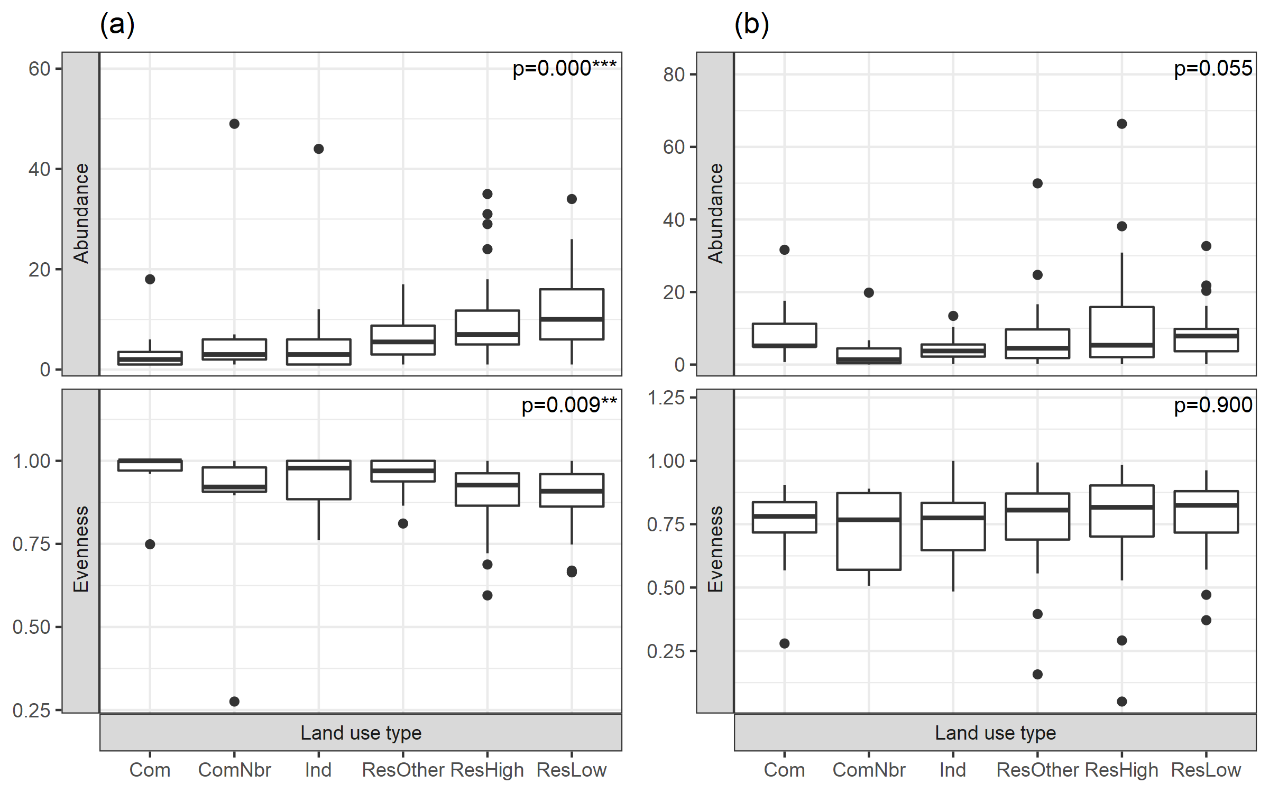 (a)
p=0.000***
Abundance
60
40
20
0
p=0.009**
Evenness
1.00
0.75
0.50
0.25
Land use type
Com ComNbr Ind ResOther ResHigh ResLow
(b)
p=0.055
Abundance
80
60
40
20
0
p=0.900
Evenness
1.25
1.00
0.75
0.50
0.25
Land use type
Com ComNbr Ind ResOther ResHigh ResLow